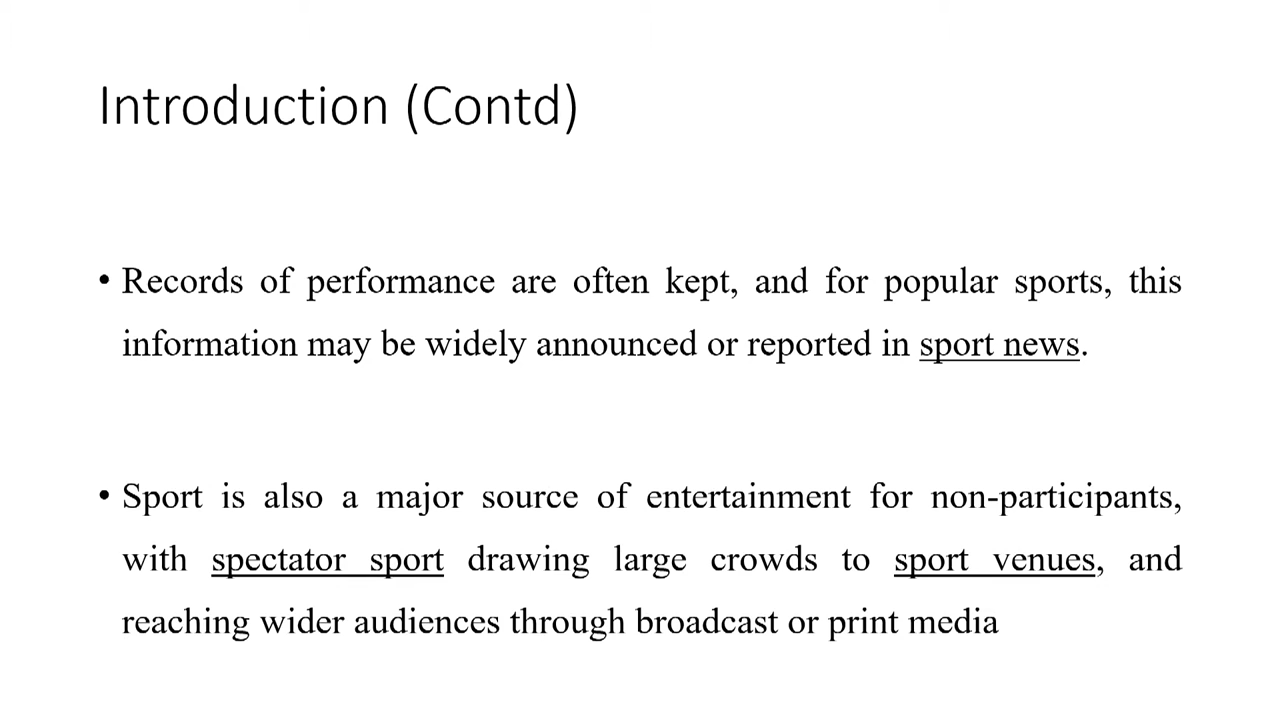 Introduction (Contd)
• Records of performance are often kept, and for popular sports, this
information may be widely announced or reported in sport news.
• Sport is also a major source of entertainment for non-participants,
with spectator sport drawing large crowds to sport venues, and
reaching wider audiences through broadcast or print media